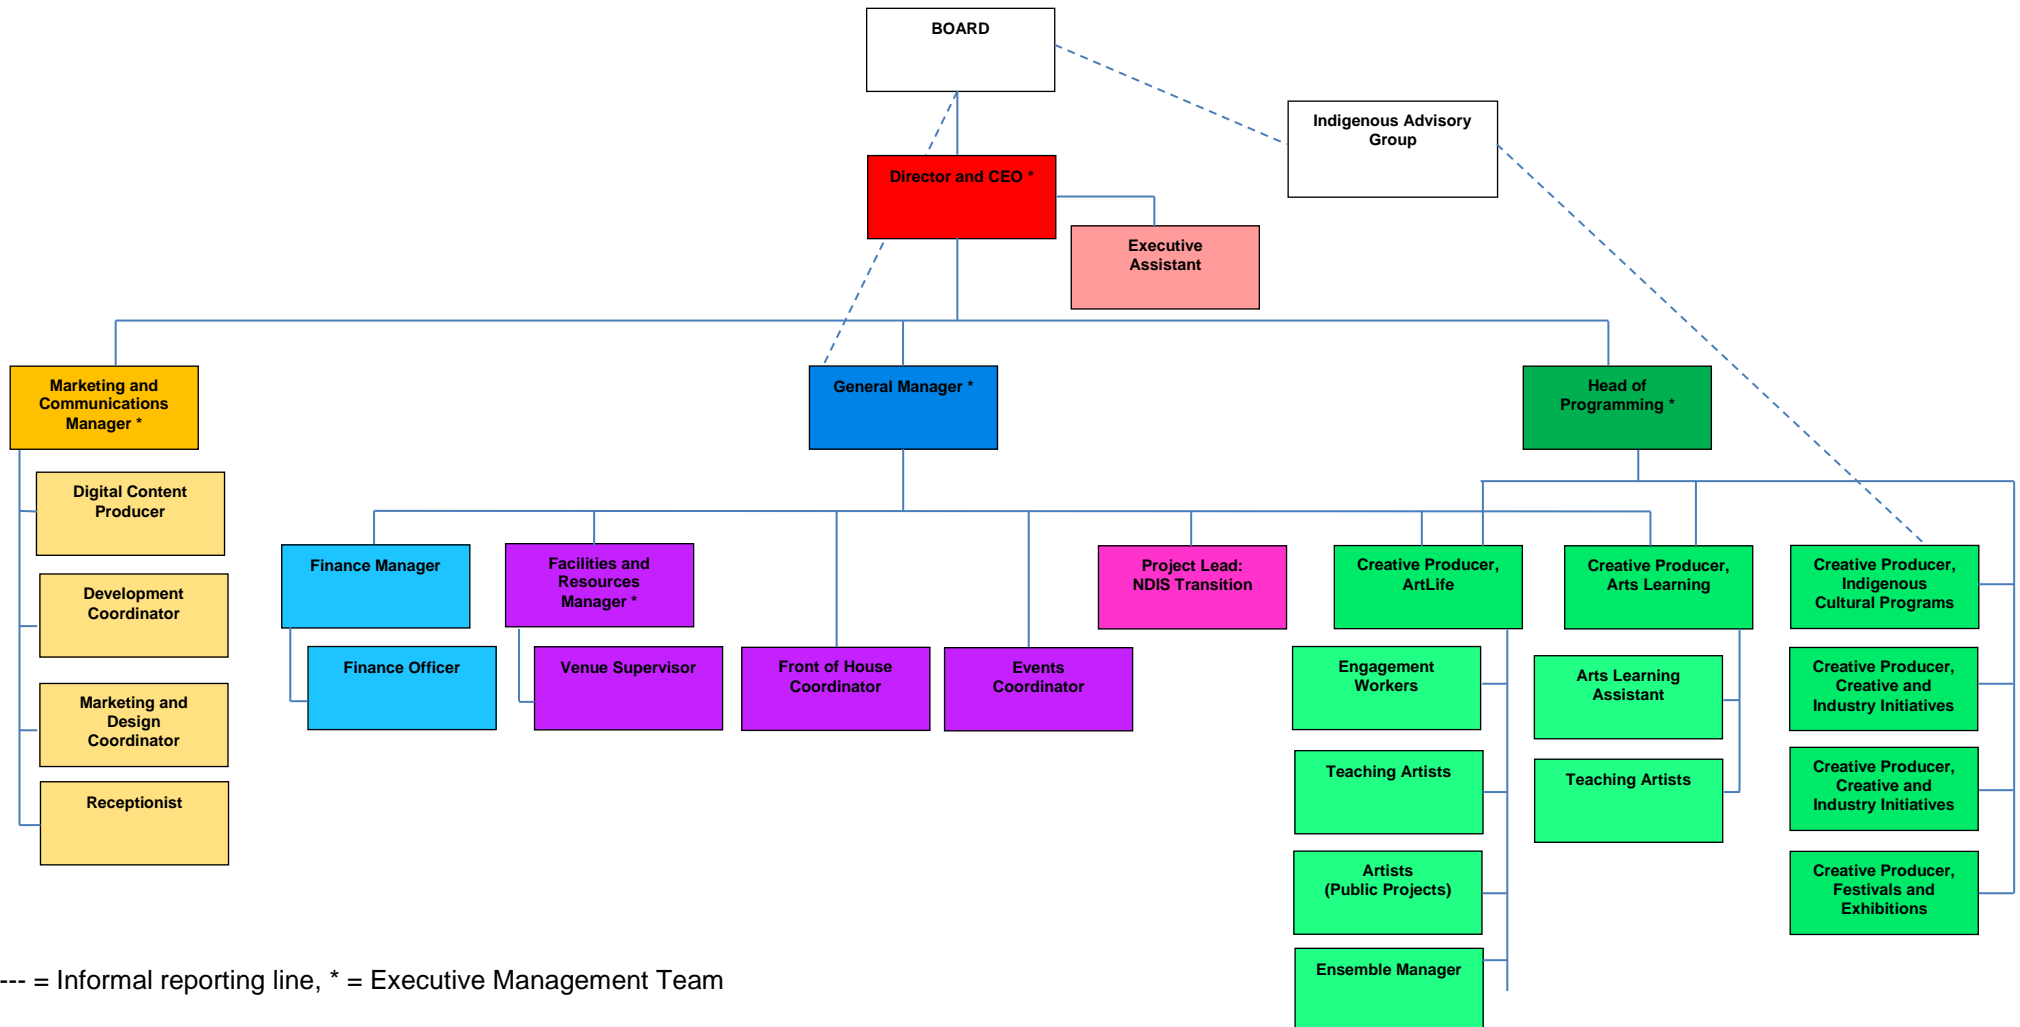 BOARD
Indigenous Advisory
Group
Director and CEO *
Executive
Assistant
Marketing and
Communications
Manager *
General Manager *
Head of
Programming *
Digital Content
Producer
Development
Coordinator
Marketing and
Design
Coordinator
Receptionist
Finance Manager
Finance Officer
Facilities and
Resources
Manager *
Venue Supervisor
Front of House
Coordinator
Events
Coordinator
Project Lead:
NDIS Transition
Creative Producer,
ArtLife
Engagement
Workers
Teaching Artists
Artists
(Public Projects)
Ensemble Manager
Creative Producer,
Arts Learning
Arts Learning
Assistant
Teaching Artists
Creative Producer,
Indigenous
Cultural Programs
Creative Producer,
Creative and
Industry Initiatives
Creative Producer,
Creative and
Industry Initiatives
Creative Producer,
Festivals and
Exhibitions
--- = Informal reporting line, * = Executive Management Team